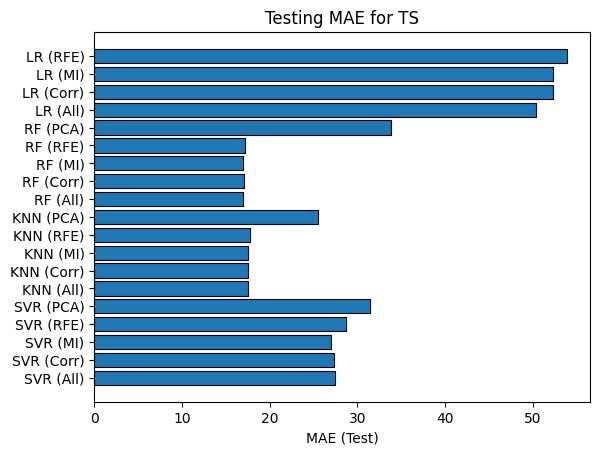 Testing MAE for TS
LR (RFE)
LR (MI)
LR (Corr)
LR (All)
RF (PCA)
RF (RFE)
RF (MI)
RF (Corr)
RF (All)
KNN (PCA)
KNN (RFE)
KNN (MI)
KNN (Corr)
KNN (All)
SVR (PCA)
SVR (RFE)
SVR (MI)
SVR (Corr)
SVR (All)
0 10 20 30 40 50
MAE (Test)